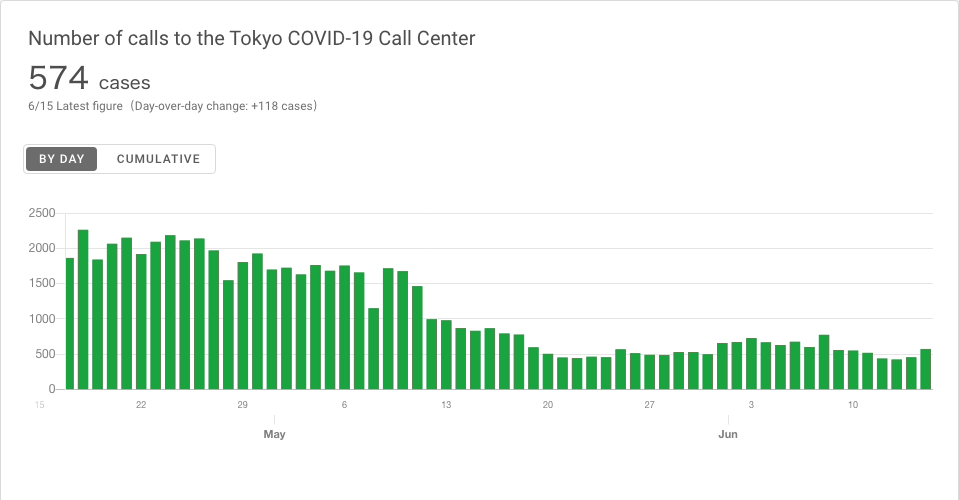 Number of calls to the Tokyo COVID-19 Call Center
574 cases
6/15 Latest figure（Day-over-day change: +118 cases）
BY DAY CUMULATIVE
2500
2000
1500
1000
500
0
15 22 29 6 13 20 27 3 10
May Jun